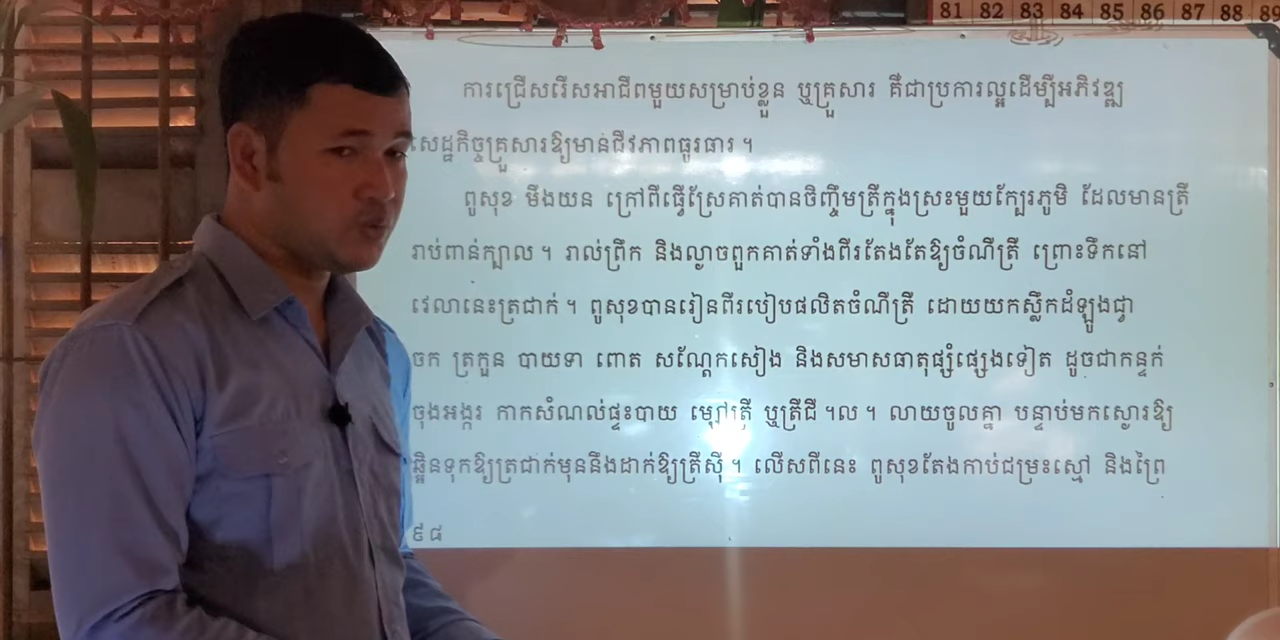 81 82 83 84 85 86 87 88 89
ការជ្រើសរើសអាជីពមួយសម្រាប់ខ្លួន ឬគ្រួសារ គឺជាប្រការល្អដើម្បីអភិវឌ្ឍ
សេដ្ឋកិច្ចគ្រួសារឱ្យមានជីវភាពធូរធារ ។
ពូសុខ មីងយន ក្រៅពីធ្វើស្រែគាត់បានចិញ្ចឹមត្រីក្នុងស្រះមួយក្បែរភូមិ ដែលមានត្រី
រាប់ពាន់ក្បាល ។ រាល់ព្រឹក និងល្ងាចពួកគាត់ទាំងពីរតែងតែឱ្យចំណីត្រី ព្រោះទឹកនៅ
វេលានេះត្រជាក់ ។ ពូសុខបានរៀនពីរបៀបផលិតចំណីត្រី ដោយយកស្លឹកដំឡូងជ្វា
ចក ត្រកួន បាយទា ពោត សណ្ដែកសៀង និងសមាសធាតុផ្សំផ្សេងទៀត ដូចជាកន្ទក់
ចុងអង្ករ កាកសំណល់ផ្ទះបាយ ម្សៅត្រី ឬត្រីជី ។ល ។ លាយចូលគ្នា បន្ទាប់មកស្ងោរឱ្យ
ឆ្អិនទុកឱ្យត្រជាក់មុននឹងដាក់ឱ្យត្រីស៊ី ។ លើសពីនេះ ពូសុខតែងកាប់ជម្រះស្មៅ និងព្រៃ
៩៨